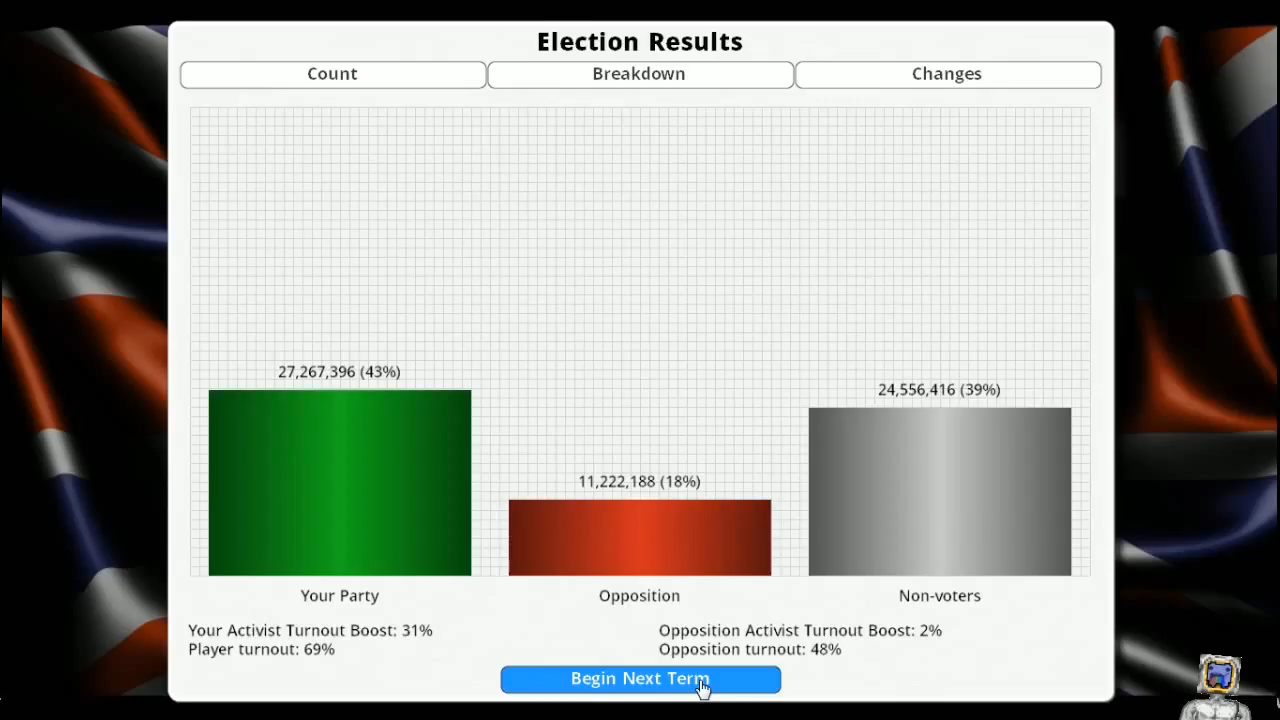 Election Results
Count
Breakdown
Changes
27,267,396 (43%)
24,556,416 (39%)
11,222,188 (18%)
Your Party
Opposition
Non-voters
Your Activist Turnout Boost: 31%
Opposition Activist Turnout Boost: 2%
Player turnout: 69%
Opposition turnout: 48%
Begin Next Term